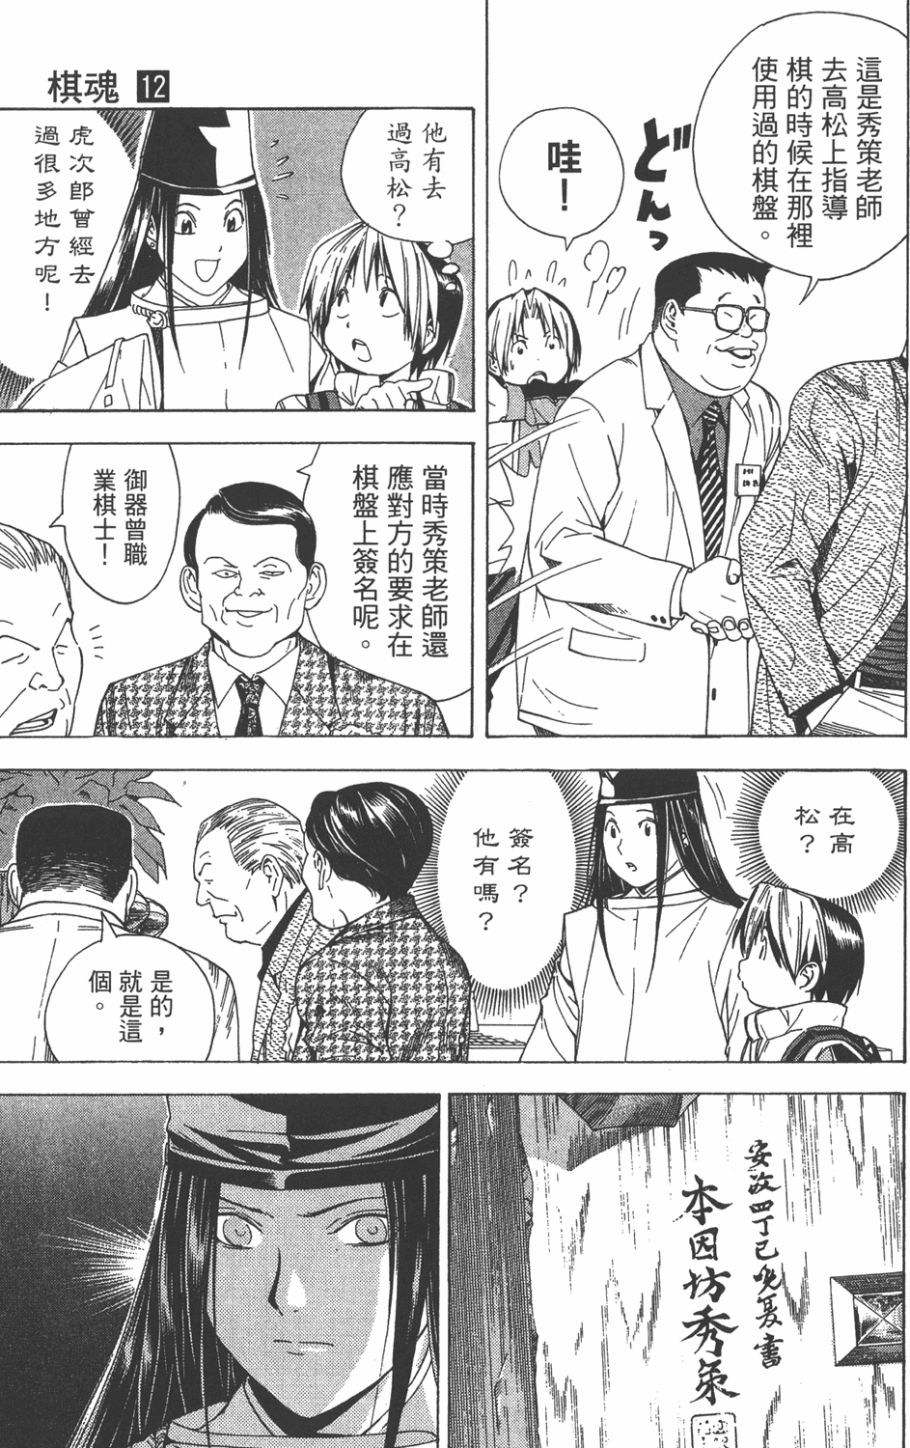 棋魂 12
這是秀策老師
去高松上指導
棋的時候在那裡
使用過的棋盤。
どんっ
哇！
他有去
過高松？
虎次郎曾經去
過很多地方呢！
當時秀策老師還
應對方的要求在
棋盤上簽名呢。
御器曾職
業棋士！
在高
松？
簽名？
他有嗎？
是的，
就是這
個。
安政四丁巳晚夏書
本因坊秀策